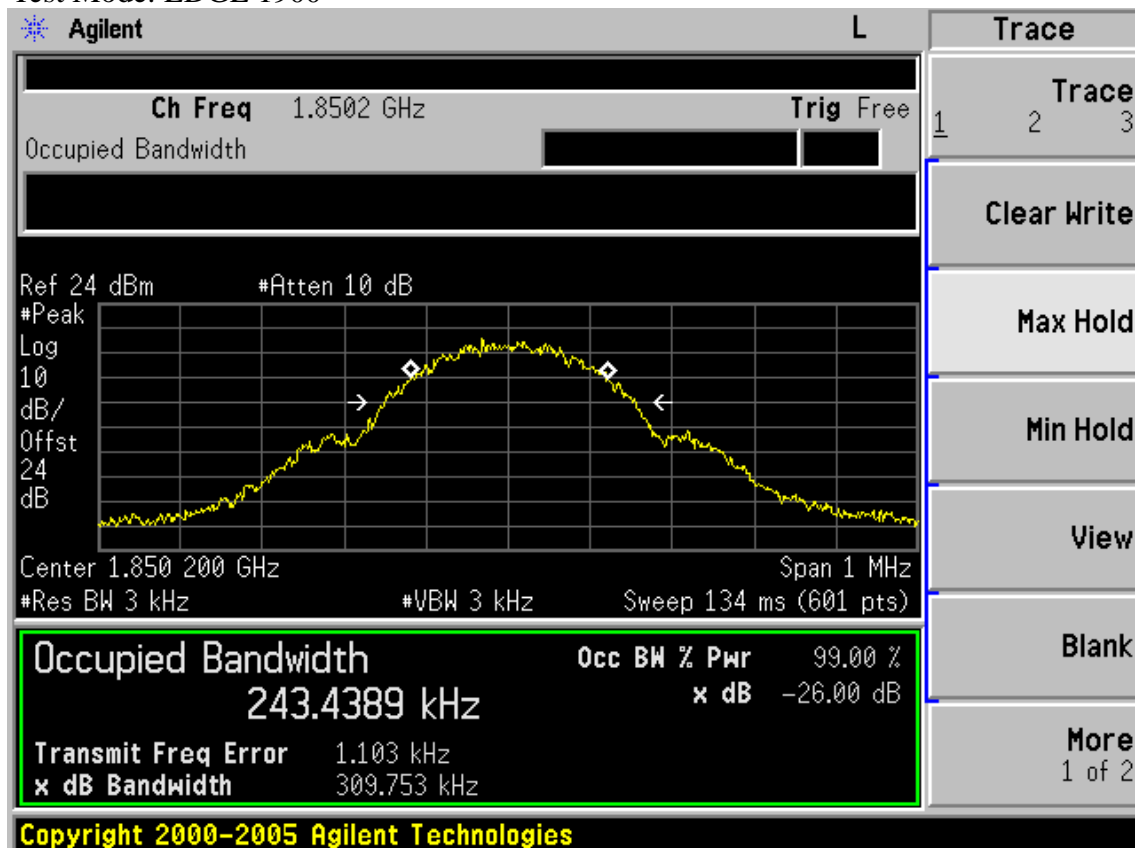 Test Mode: EDGE 1900
Agilent
L
Trace
Ch Freq 1.8502 GHz
Trig Free
Occupied Bandwidth
Trace
1 2 3
Clear Write
Max Hold
Min Hold
View
Blank
More
1 of 2
Ref 24 dBm #Atten 10 dB
#Peak
Log
10
dB/
Offst
24
dB
Center 1.850 200 GHz Span 1 MHz
#Res BW 3 kHz #VBW 3 kHz Sweep 134 ms (601 pts)
Occupied Bandwidth
243.4389 kHz
Occ BW % Pwr 99.00 %
x dB -26.00 dB
Transmit Freq Error 1.103 kHz
x dB Bandwidth 309.753 kHz
Copyright 2000-2005 Agilent Technologies